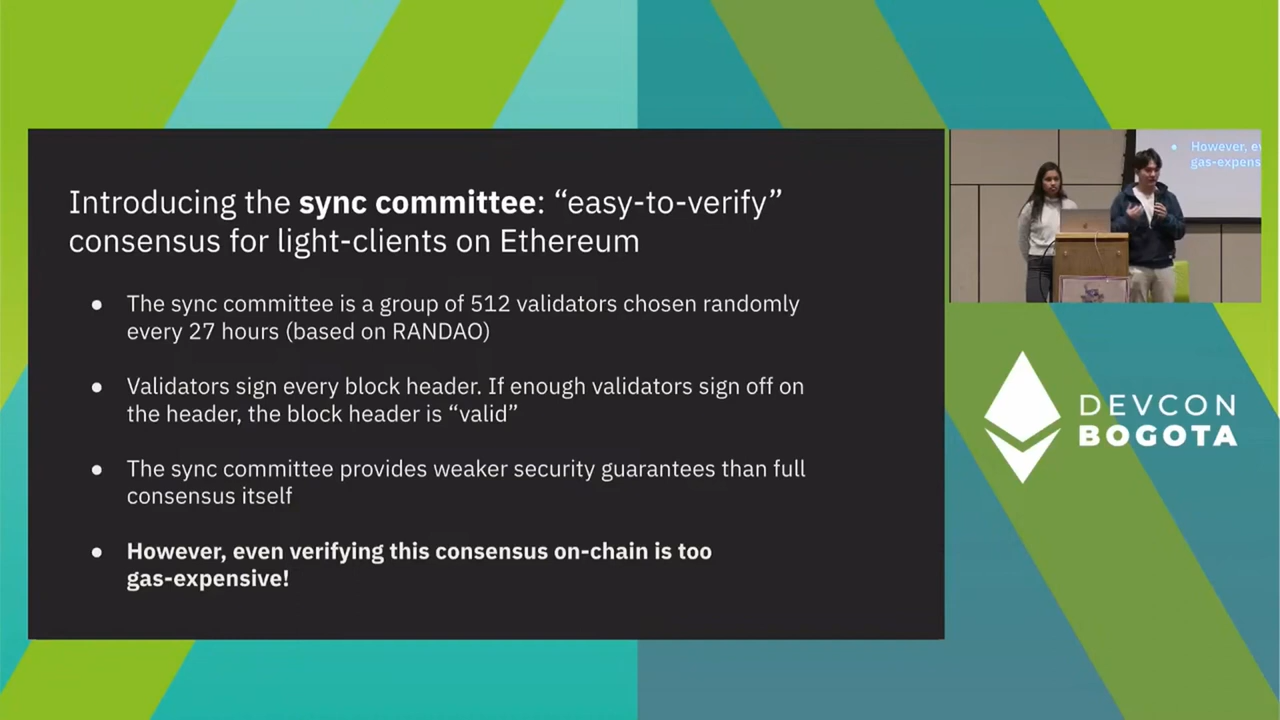 Introducing the sync committee: “easy-to-verify”
consensus for light-clients on Ethereum
● The sync committee is a group of 512 validators chosen randomly
every 27 hours (based on RANDAO)
● Validators sign every block header. If enough validators sign off on
the header, the block header is “valid”
● The sync committee provides weaker security guarantees than full
consensus itself
● However, even verifying this consensus on-chain is too
gas-expensive!
● However, ev
gas-expens
DEVCON
BOGOTA